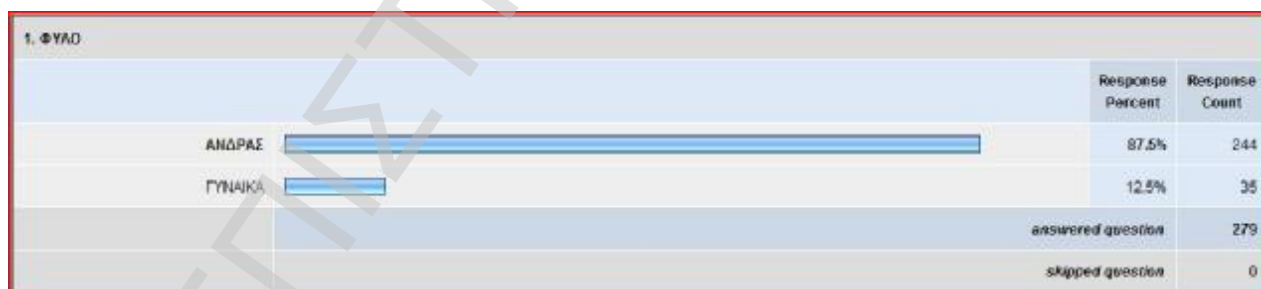 1. ΦΥΛΟ
Response Percent Response Count
ΑΝΔΡΑΣ 87.5% 244
ΓΥΝΑΙΚΑ 12.5% 35
answered question 279
skipped question 0